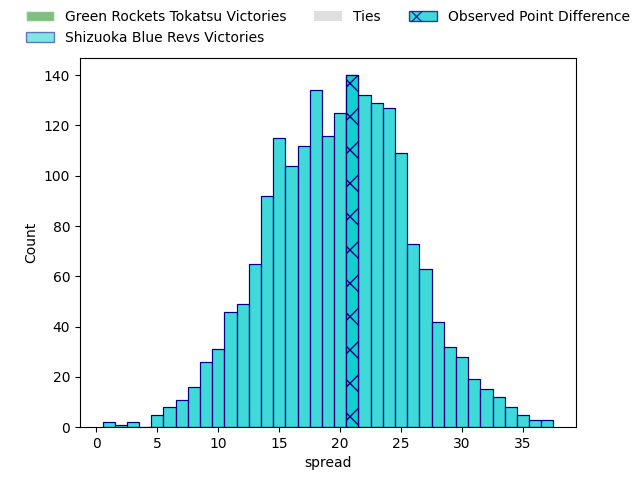 Green Rockets Tokatsu Victories
Ties
Observed Point Difference
Shizuoka Blue Revs Victories
140
120
100
80
60
40
20
0
Count
0 5 10 15 20 25 30 35
spread